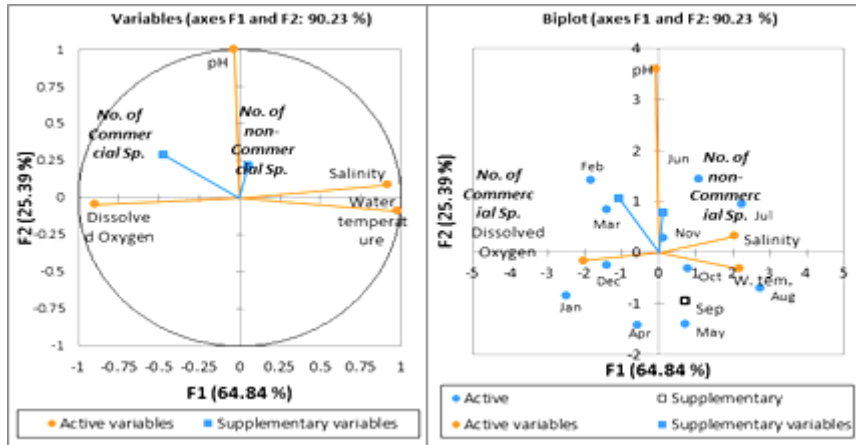 Variables (axes F1 and F2: 90.23 %)
1
0.75
0.5
0.25
0
-0.25
-0.5
-0.75
-1
-1
-0.75
-0.5
-0.25
0
0.25
0.5
0.75
1
F2 (25.39 %)
F1 (64.84 %)
pH
No. of
Commer
cial Sp.
No. of
non-
Commer
cial Sp.
Salinity
Water
temperat
ure
Dissolve
d Oxygen
Active variables
Supplementary variables
Biplot (axes F1 and F2: 90.23 %)
4
3
2
1
0
-1
-2
-5
-4
-3
-2
-1
0
1
2
3
4
5
F2 (25.39 %)
F1 (64.84 %)
pH
Feb
Jun
No. of
Commerc
ial Sp.
No. of
non-
Commerc
ial Sp.
Mar
Jul
Nov
Dissolved
Oxygen
Salinity
Dec
Oct
W. tem.
Aug
Jan
Sep
Apr
May
Active
Supplementary
Active variables
Supplementary variables